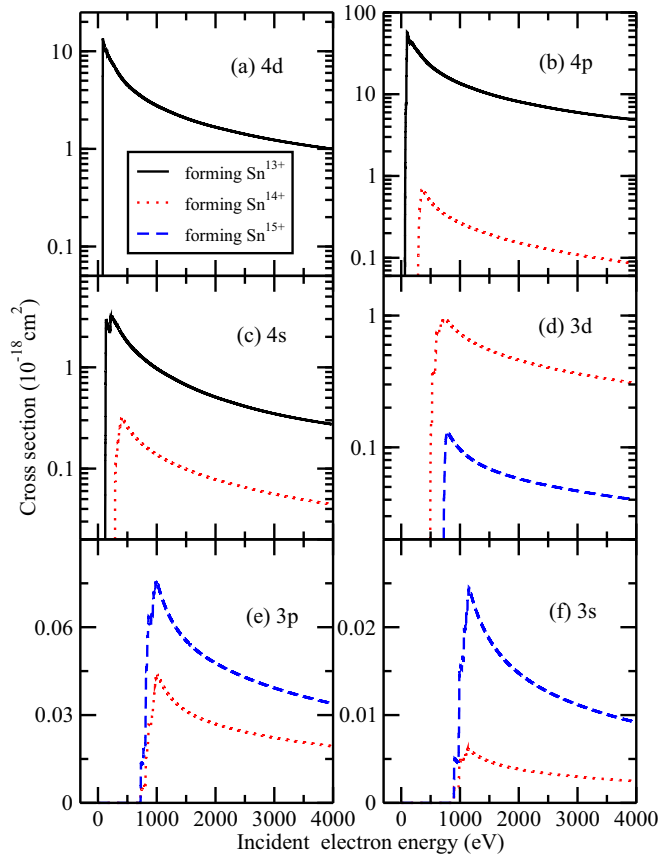 (a) 4d
10
1
0.1
forming Sn13+
forming Sn14+
forming Sn15+
(b) 4p
100
10
1
0.1
(c) 4s
1
0.1
(d) 3d
1
0.1
(e) 3p
0.06
0.03
0
(f) 3s
0.02
0.01
0
0 1000 2000 3000 4000
0 1000 2000 3000 4000
Cross section (10-18 cm2)
Incident electron energy (eV)